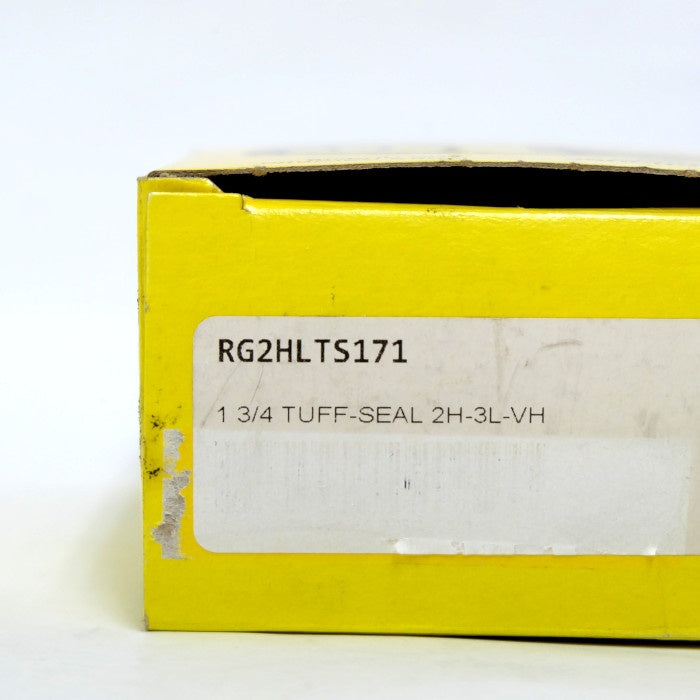 RG2HLTS171
1 3/4 TUFF-SEAL 2H-3L-VH